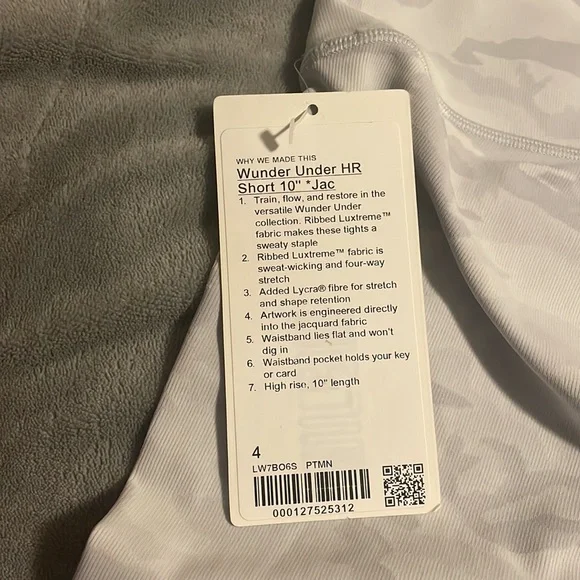 WHY WE MADE THIS
Wunder Under HR
Short 10" *Jac
1. Train, flow, and restore in the
versatile Wunder Under
collection. Ribbed Luxtreme™
fabric makes these tights a
sweaty staple
2. Ribbed Luxtreme™ fabric is
sweat-wicking and four-way
stretch
3. Added Lycra® fibre for stretch
and shape retention
4. Artwork is engineered directly
into the jacquard fabric
5. Waistband lies flat and won't
dig in
6. Waistband pocket holds your key
or card
7. High rise, 10" length
4
LW7BO6S PTMN
000127525312